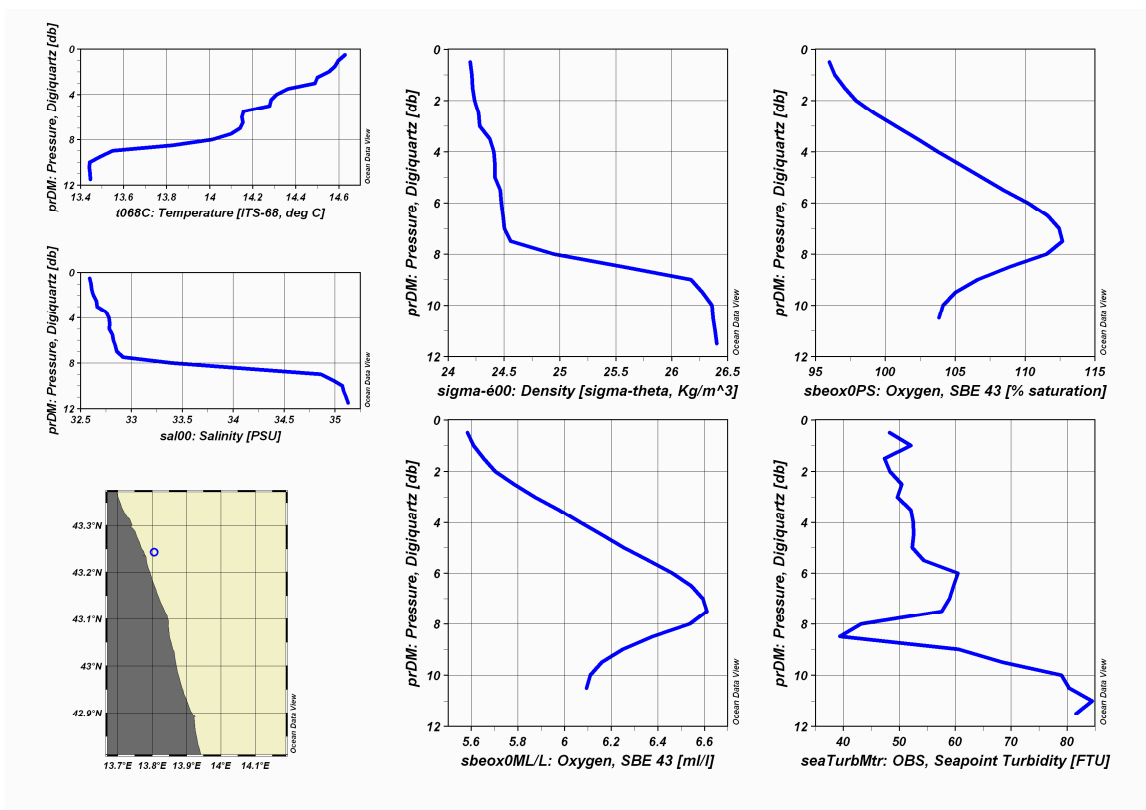 prDM: Pressure, Digiquartz [db]
0
4
8
12
13.4 13.6 13.8 14 14.2 14.4 14.6
t068C: Temperature [ITS-68, deg C]
Ocean Data View
prDM: Pressure, Digiquartz [db]
0
4
8
12
32.5 33 33.5 34 34.5 35
sal00: Salinity [PSU]
Ocean Data View
43.3°N
43.2°N
43.1°N
43°N
42.9°N
13.7°E 13.8°E 13.9°E 14°E 14.1°E
Ocean Data View
prDM: Pressure, Digiquartz [db]
0
2
4
6
8
10
12
24 24.5 25 25.5 26 26.5
sigma-é00: Density [sigma-theta, Kg/m^3]
Ocean Data View
prDM: Pressure, Digiquartz [db]
0
2
4
6
8
10
12
5.6 5.8 6 6.2 6.4 6.6
sbeox0ML/L: Oxygen, SBE 43 [ml/l]
Ocean Data View
prDM: Pressure, Digiquartz [db]
0
2
4
6
8
10
12
95 100 105 110 115
sbeox0PS: Oxygen, SBE 43 [% saturation]
Ocean Data View
prDM: Pressure, Digiquartz [db]
0
2
4
6
8
10
12
40 50 60 70 80
seaTurbMtr: OBS, Seapoint Turbidity [FTU]
Ocean Data View